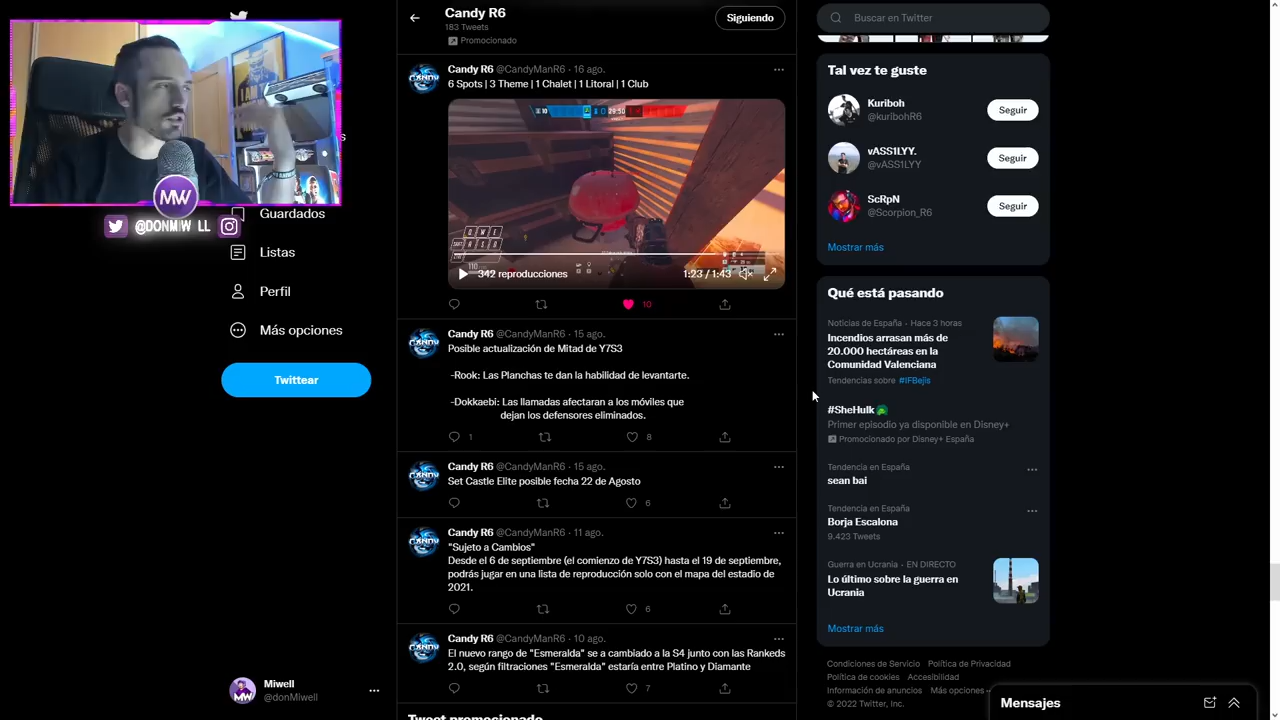 MW
@DONMIW LL
Guardados
Listas
Perfil
Más opciones
Twittear
Miwell
@donMiwell
Candy R6
183 Tweets
Siguiendo
Promocionado
Candy R6 @CandyManR6 · 16 ago.
6 Spots | 3 Theme | 1 Chalet | 1 Litoral | 1 Club
342 reproducciones
1:23 / 1:43
10
Candy R6 @CandyManR6 · 15 ago.
Posible actualización de Mitad de Y7S3
-Rook: Las Planchas te dan la habilidad de levantarte.
-Dokkaebi: Las llamadas afectaran a los móviles que
dejan los defensores eliminados.
1
8
Candy R6 @CandyManR6 · 15 ago.
Set Castle Elite posible fecha 22 de Agosto
6
Candy R6 @CandyManR6 · 11 ago.
"Sujeto a Cambios"
Desde el 6 de septiembre (el comienzo de Y7S3) hasta el 19 de septiembre,
podrás jugar en una lista de reproducción solo con el mapa del estadio de
2021.
6
Candy R6 @CandyManR6 · 10 ago.
El nuevo rango de "Esmeralda" se a cambiado a la S4 junto con las Rankeds
2.0, según filtraciones "Esmeralda" estaría entre Platino y Diamante
7
Tweet promocionado
Buscar en Twitter
Tal vez te guste
Kuriboh
@kuribohR6
Seguir
vASS1LYY.
@vASS1LYY
Seguir
ScRpN
@Scorpion_R6
Seguir
Mostrar más
Qué está pasando
Noticias de España · Hace 3 horas
Incendios arrasan más de
20.000 hectáreas en la
Comunidad Valenciana
Tendencias sobre #IFBejis
#SheHulk
Primer episodio ya disponible en Disney+
Promocionado por Disney+ España
Tendencia en España
sean bai
Tendencia en España
Borja Escalona
9.423 Tweets
Guerra en Ucrania · EN DIRECTO
Lo último sobre la guerra en
Ucrania
Mostrar más
Condiciones de Servicio Política de Privacidad
Política de cookies Accesibilidad
Información de anuncios Más opciones
© 2022 Twitter, Inc.
Mensajes